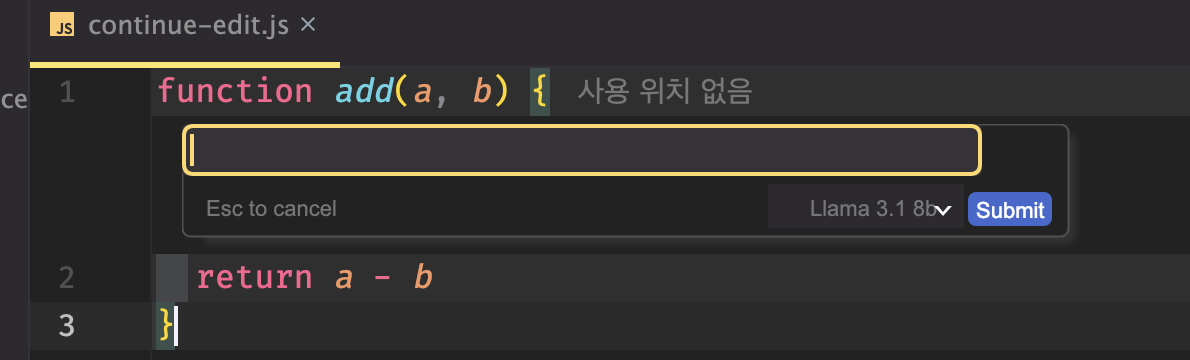 JS continue-edit.js ×
ce
1 function add(a, b) { 사용 위치 없음
Esc to cancel
Llama 3.1 8b
Submit
2 return a - b
3 }